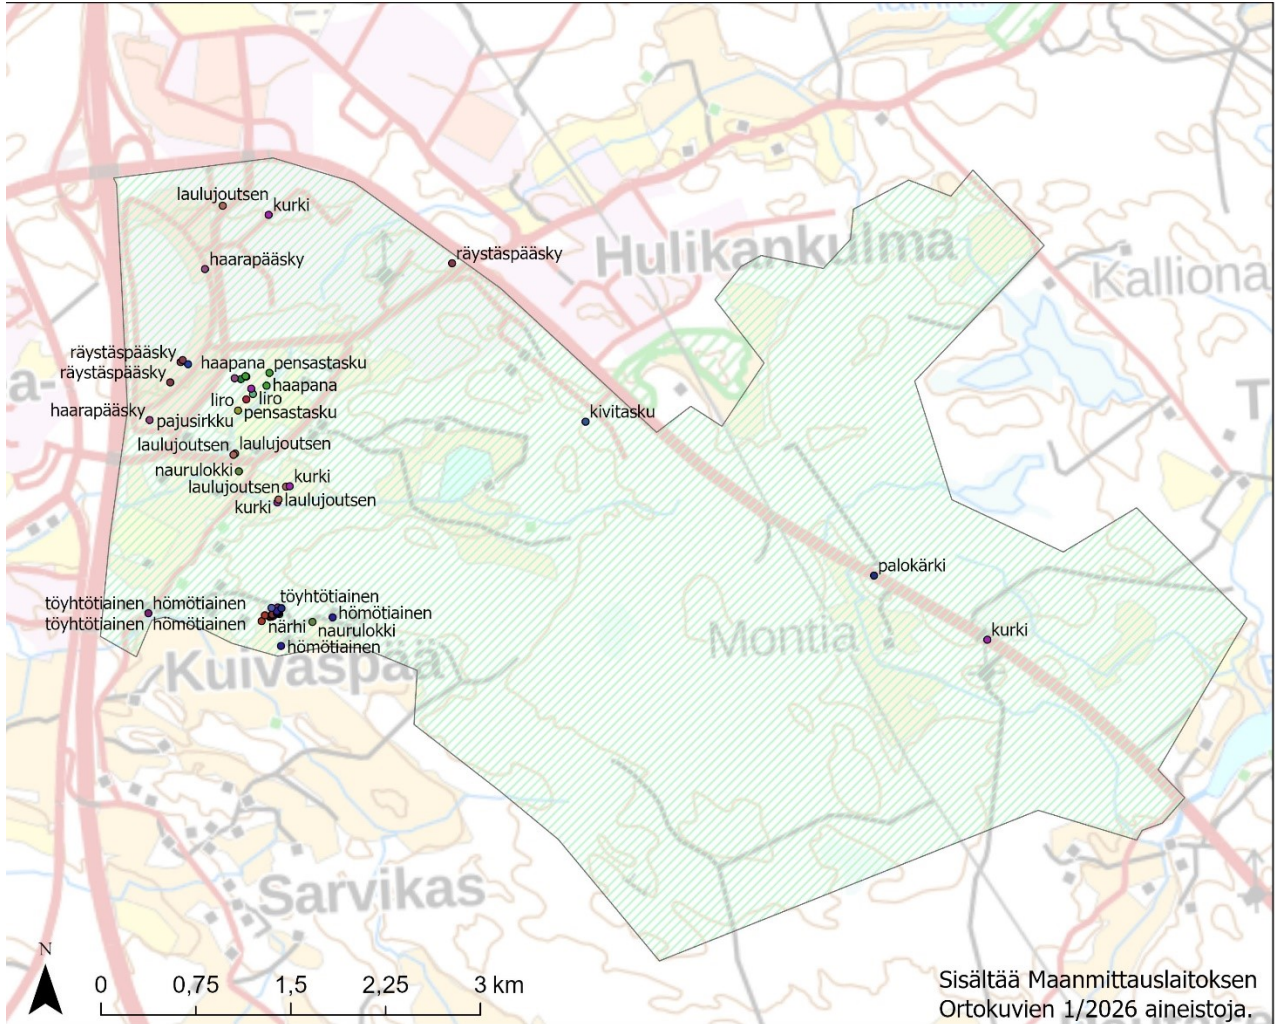 laulujoutsen
kurki
haarapääsky
räystäspääsky
Hulikankulma
Kalliona
räystäspääsky
haapana
pensastasku
räystäspääsky
haapana
a-
T
liro
liro
haarapääsky
pajusirkku
pensastasku
kivitasku
laulujoutsen
laulujoutsen
naurulokki
kurki
laulujoutsen
laulujoutsen
kurki
palokärki
töyhtötiainen
töyhtötiainen
hömötiainen
hömötiainen
töyhtötiainen
hömötiainen
närhi
naurulokki
kurki
Montia
hömötiainen
Kuivaspää
Sarvikas
N
0 0,75 1,5 2,25 3 km
Sisältää Maanmittauslaitoksen
Ortokuvien 1/2026 aineistoja.